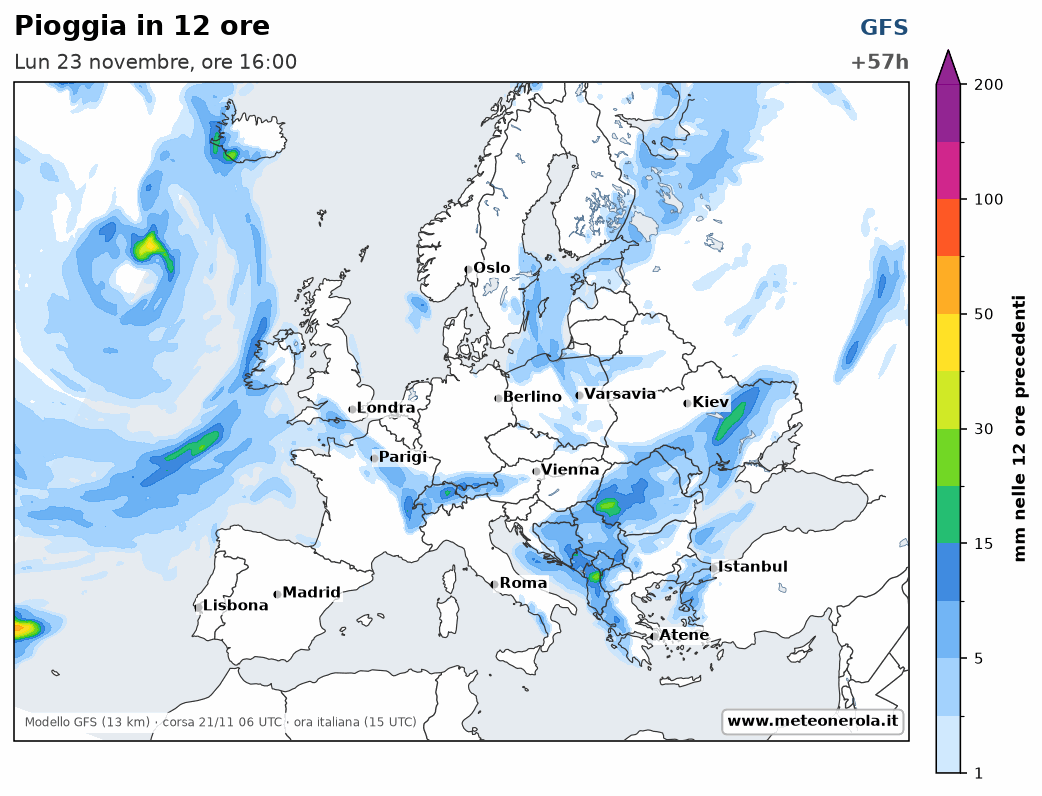 Pioggia in 12 ore
GFS
Lun 23 novembre, ore 16:00
+57h
200
100
50
30
15
5
1
mm nelle 12 ore precedenti
Oslo
Berlino
Varsavia
Kiev
Londra
Parigi
Vienna
Istanbul
Roma
Madrid
Lisbona
Atene
Modello GFS (13 km) · corsa 21/11 06 UTC · ora italiana (15 UTC)
www.meteonerola.it